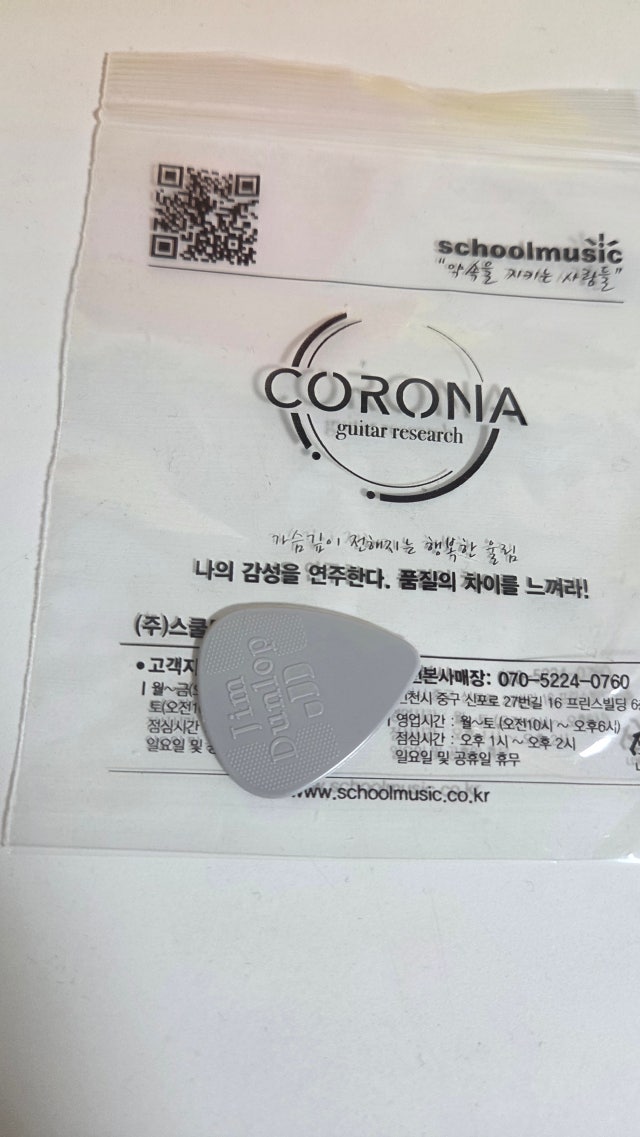 schoolmusic
"약속을 지키는 사람들"
CORONA
guitar research
가슴깊이 전해지는 행복한 울림
나의 감성을 연주한다. 품질의 차이를 느껴라!
(주)스쿨
•고객지
월~금(
토(오전1
점심시간
일요일 및
본사매장: 070-5224-0760
천시 중구 신포로 27번길 16 프린스빌딩
영업시간 : 월~토 (오전10시 ~ 오후6시)
점심시간 : 오후 1시 ~ 오후 2시
일요일 및 공휴일 휴무
www.schoolmusic.co.kr
Jim
Dunlop